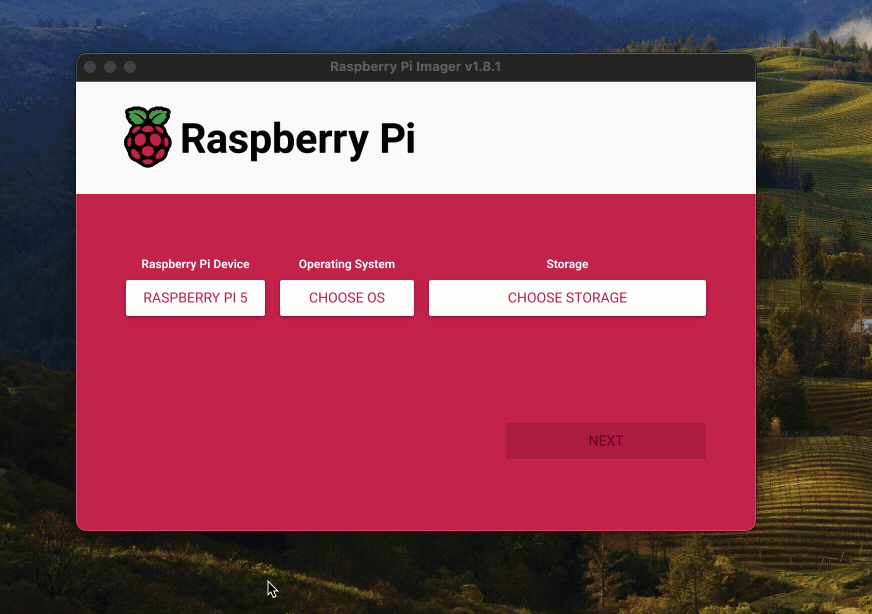 Raspberry Pi Imager v1.8.1
Raspberry Pi
Raspberry Pi Device Operating System Storage
RASPBERRY PI 5 CHOOSE OS CHOOSE STORAGE
NEXT